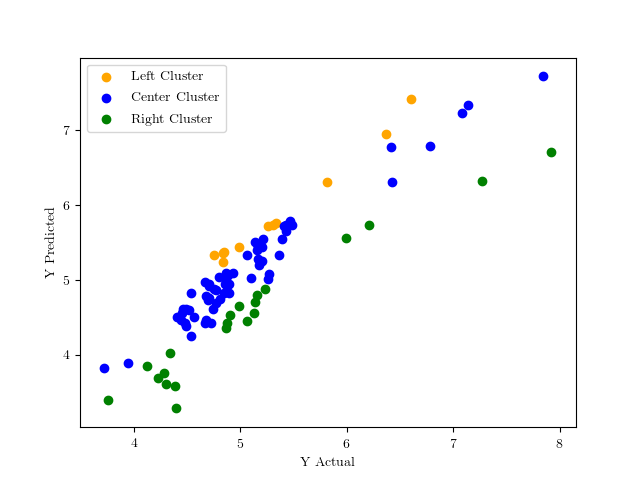 Left Cluster
Center Cluster
Right Cluster
7
6
5
4
Y Predicted
4 5 6 7 8
Y Actual